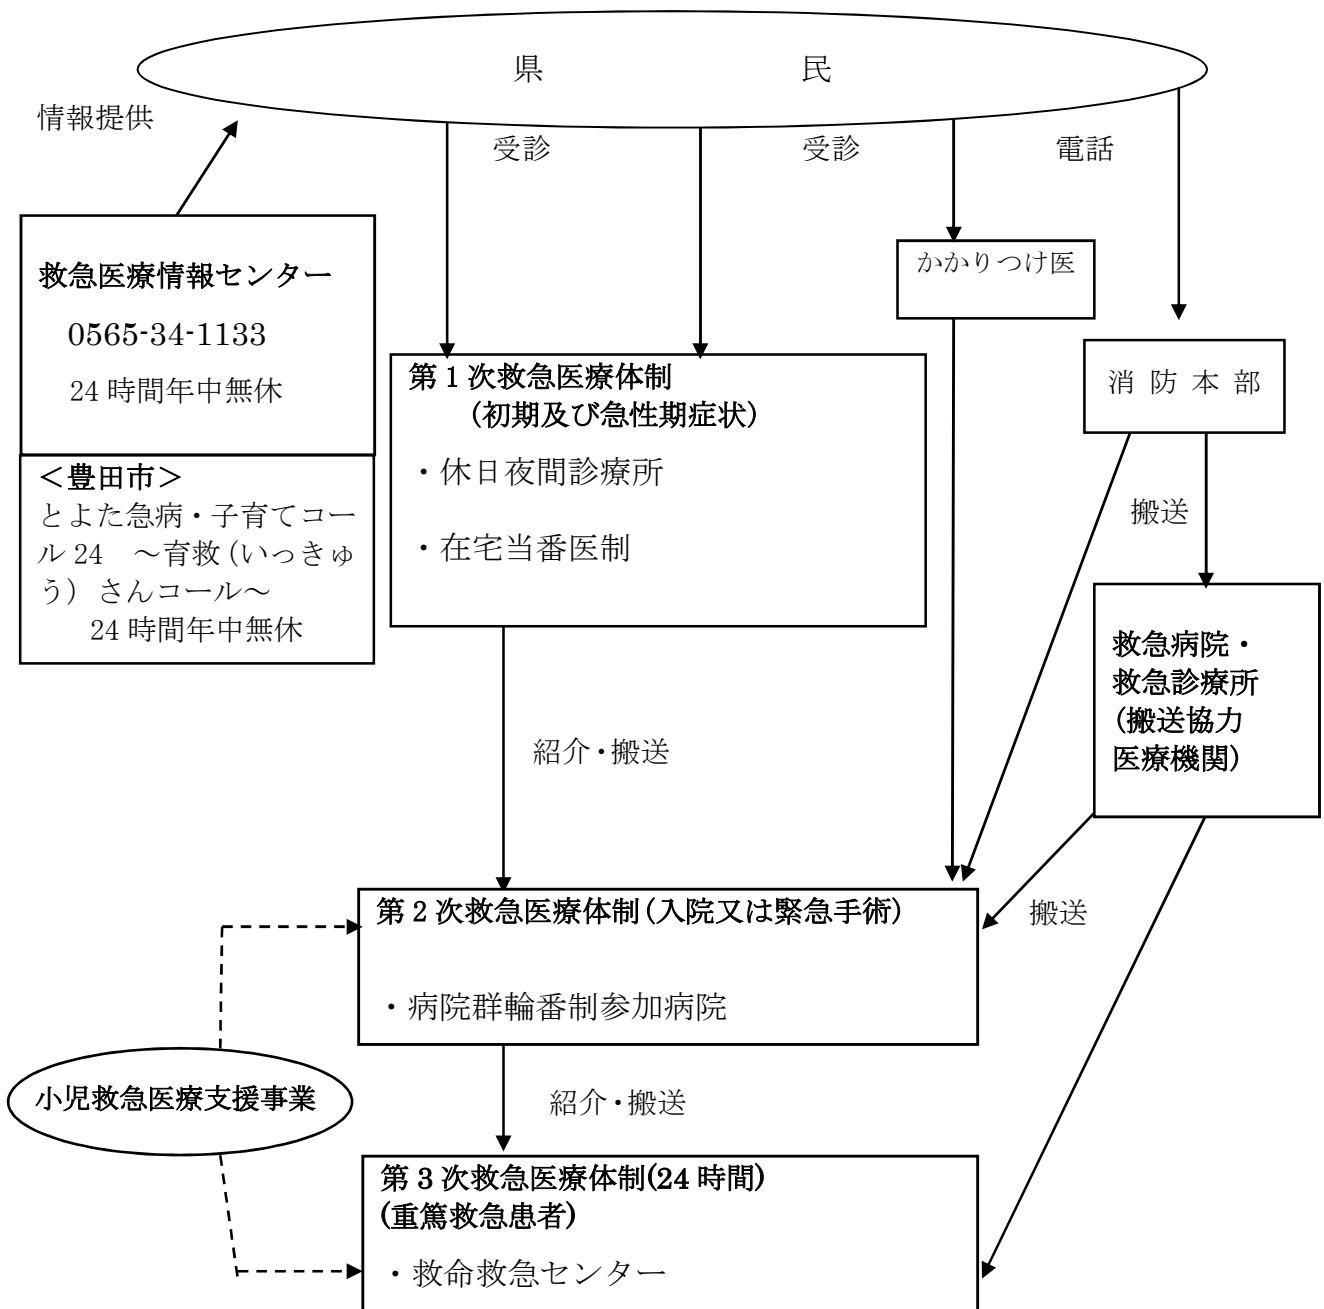 県　民
情報提供
受診
受診
電話
救急医療情報センター
0565-34-1133
24時間年中無休
かかりつけ医
第1次救急医療体制
(初期及び急性期症状)
・休日夜間診療所
・在宅当番医制
消 防 本 部
＜豊田市＞
とよた急病・子育てコー
ル24　～育救(いっきゅ
う）さんコール～
24時間年中無休
搬送
救急病院・
救急診療所
(搬送協力
医療機関)
紹介・搬送
第2次救急医療体制(入院又は緊急手術)
・病院群輪番制参加病院
搬送
小児救急医療支援事業
紹介・搬送
第3次救急医療体制(24時間)
(重篤救急患者)
・救命救急センター